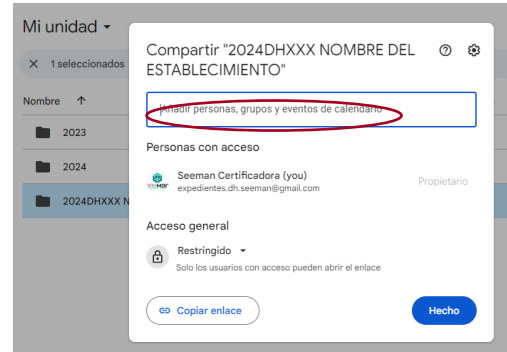 Mi unidad
1 seleccionados
Nombre
2023
2024
2024DHXXX N
Compartir "2024DHXXX NOMBRE DEL
ESTABLECIMIENTO"
Añadir personas, grupos y eventos de calendario
Personas con acceso
Seeman Certificadora (you)
expedientes.dh.seeman@gmail.com
Propietario
Acceso general
Restringido
Solo los usuarios con acceso pueden abrir el enlace
Copiar enlace
Hecho